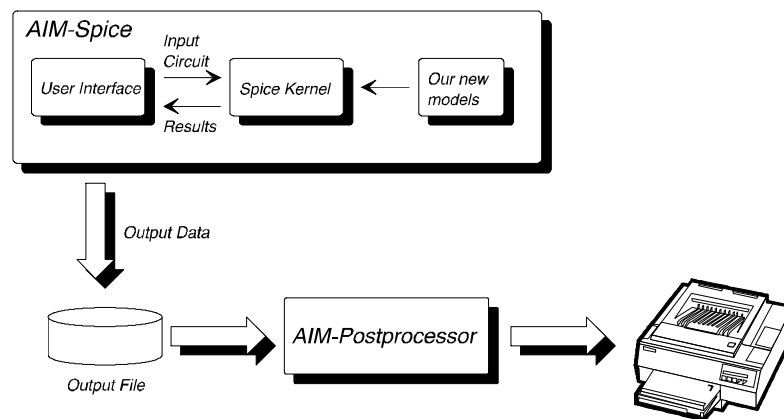 AIM-Spice
Input
Circuit
User Interface
Spice Kernel
Our new
models
Results
Output Data
AIM-Postprocessor
Output File